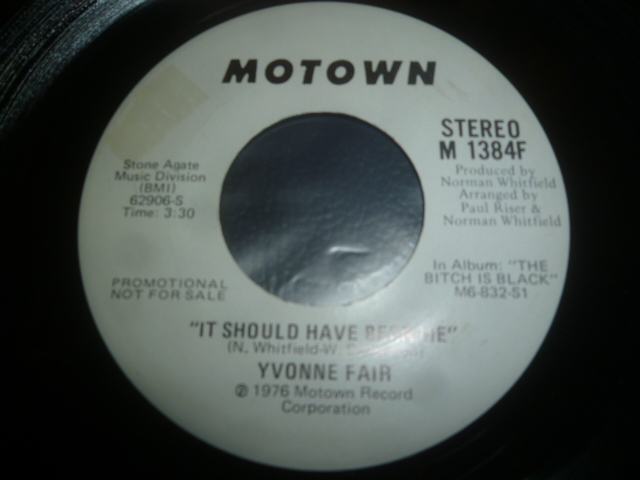 MOTOWN
STEREO
M 1384F
Produced by
Norman Whitfield
Arranged by
Paul Riser &
Norman Whitfield
Stone Agate
Music Division
(BMI)
62906-S
Time: 3:30
In Album: "THE
BITCH IS BLACK"
M6-832-S1
PROMOTIONAL
NOT FOR SALE
"IT SHOULD HAVE BEEN ME"
(N. Whitfield-W.
YVONNE FAIR
℗ 1976 Motown Record
Corporation